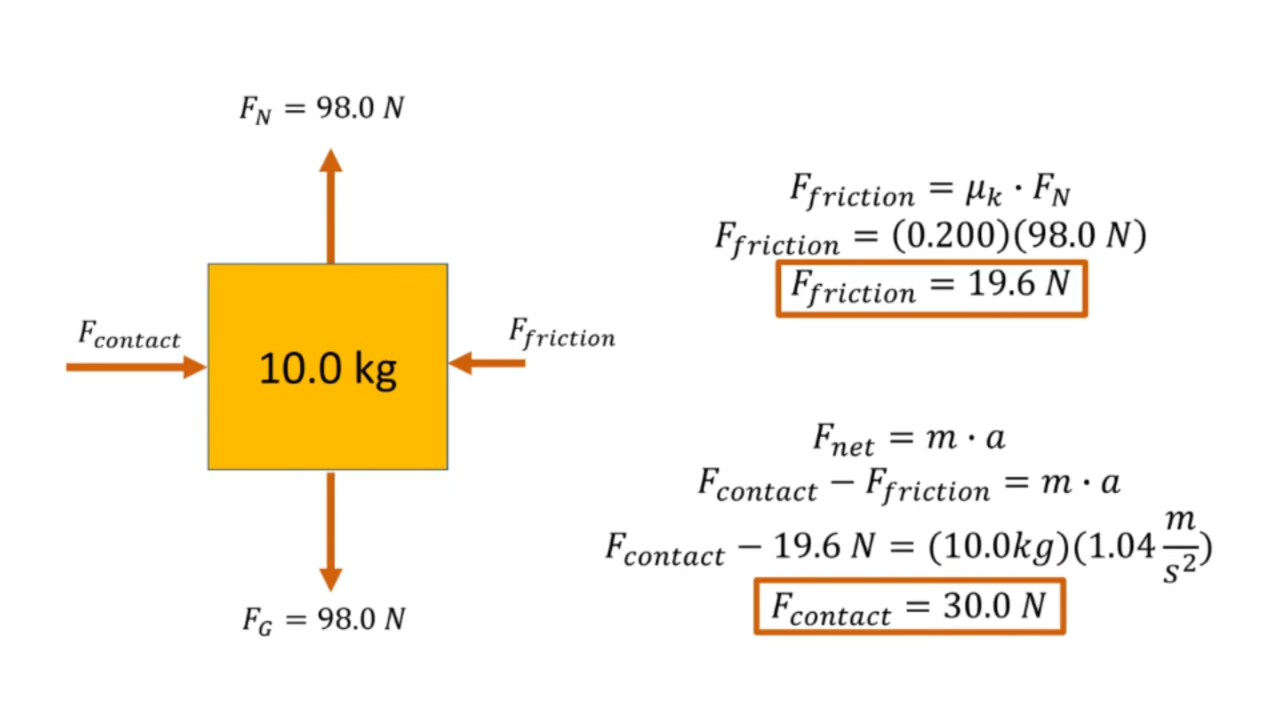 F_N = 98.0 N
F_contact
10.0 kg
F_friction
F_G = 98.0 N
F_friction = μ_k · F_N
F_friction = (0.200)(98.0 N)
F_friction = 19.6 N
F_net = m · a
F_contact − F_friction = m · a
F_contact − 19.6 N = (10.0kg)(1.04 m/s²)
F_contact = 30.0 N